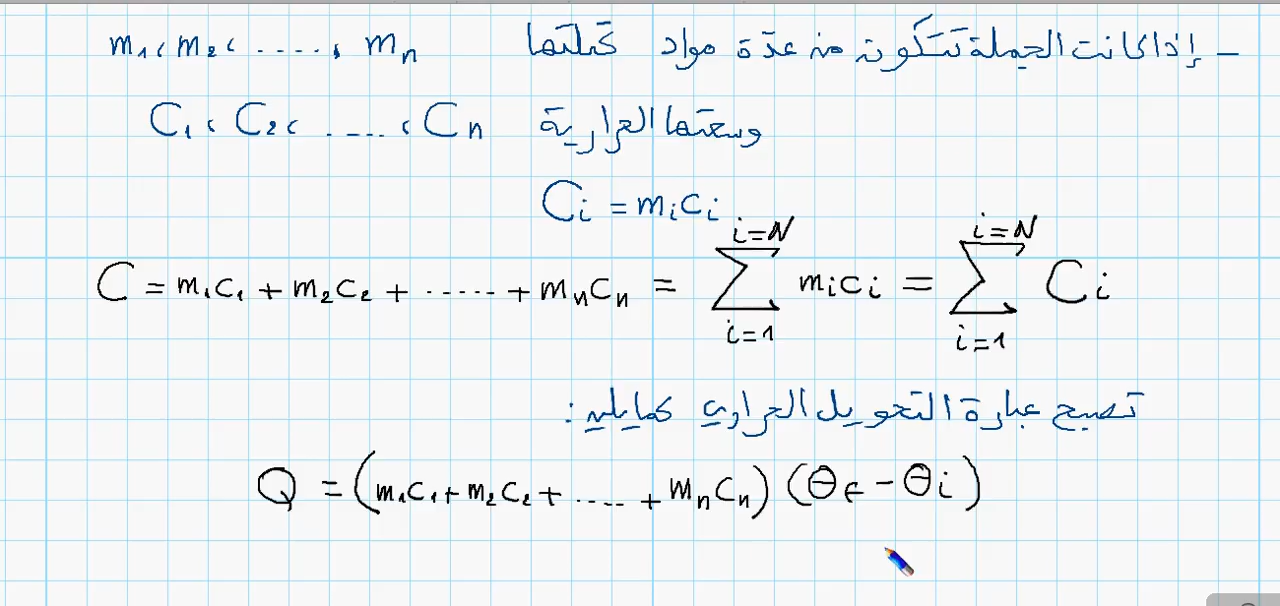 - إذا كانت الجملة تتكون من عدة مواد كتلتها m₁, m₂, ....., mₙ
وسعتها الحرارية C₁, C₂, ....., Cₙ
Cᵢ = mᵢcᵢ
C = m₁c₁ + m₂c₂ + ...... + mₙcₙ = ∑_{i=1}^{i=N} mᵢcᵢ = ∑_{i=1}^{i=N} Cᵢ
تصبح عبارة التحويل الحراري كمايلي :
Q = (m₁c₁ + m₂c₂ + ..... + mₙcₙ) (θ_f - θᵢ)